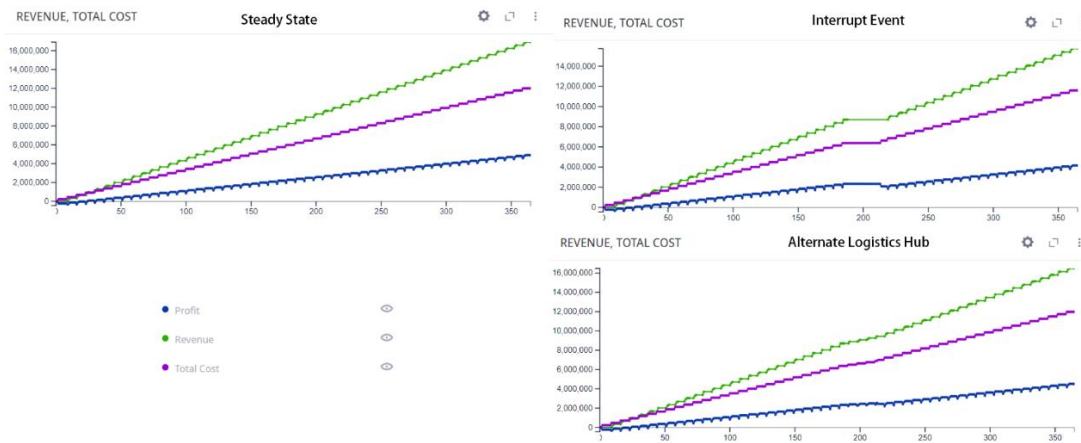 REVENUE, TOTAL COST
Steady State
16,000,000
14,000,000
12,000,000
10,000,000
8,000,000
6,000,000
4,000,000
2,000,000
0
0 50 100 150 200 250 300 350
REVENUE, TOTAL COST
Interrupt Event
14,000,000
12,000,000
10,000,000
8,000,000
6,000,000
4,000,000
2,000,000
0
0 50 100 150 200 250 300 350
Profit
Revenue
Total Cost
REVENUE, TOTAL COST
Alternate Logistics Hub
16,000,000
14,000,000
12,000,000
10,000,000
8,000,000
6,000,000
4,000,000
2,000,000
0
0 50 100 150 200 250 300 350